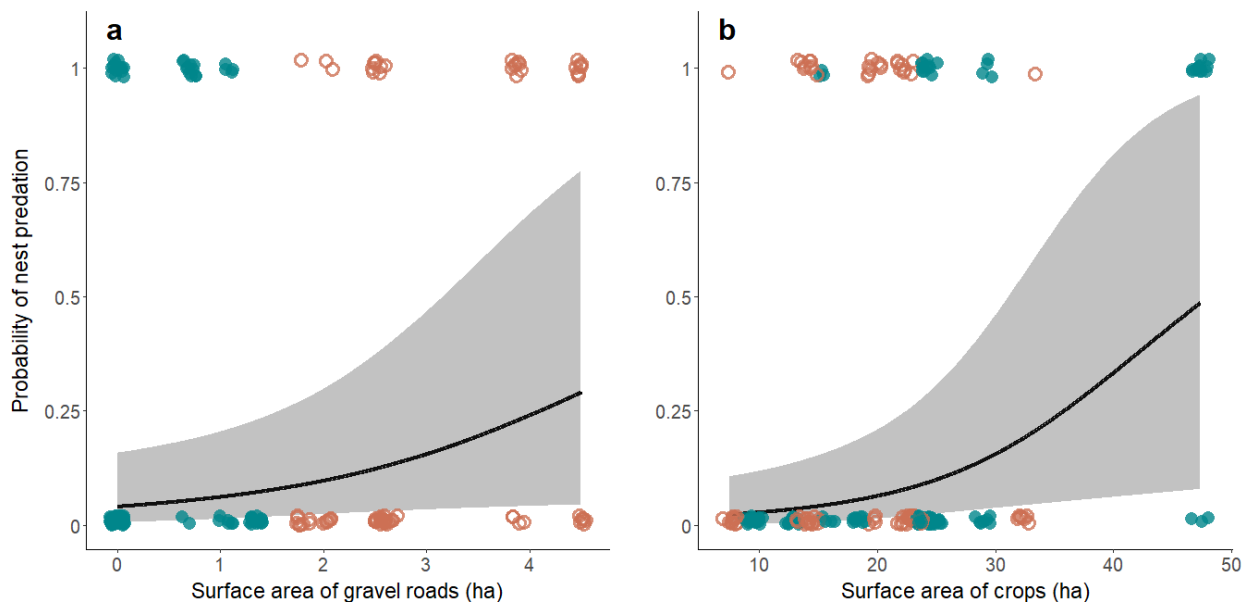 a
b
Probability of nest predation
1
0.75
0.5
0.25
0
0 1 2 3 4
Surface area of gravel roads (ha)
1
0.75
0.5
0.25
0
10 20 30 40 50
Surface area of crops (ha)